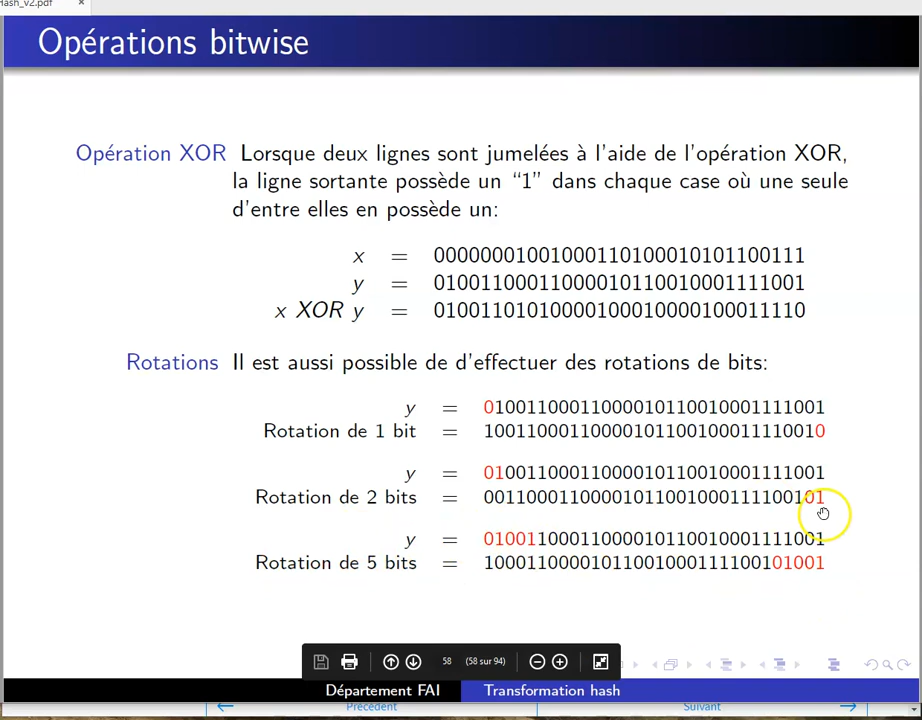 Hash_v2.pdf ×
Opérations bitwise
Opération XOR Lorsque deux lignes sont jumelées à l'aide de l'opération XOR,
la ligne sortante possède un “1” dans chaque case où une seule
d'entre elles en possède un:
x = 00000001001000110100010101100111
y = 01001100011000010110010001111001
x XOR y = 01001101010000100010000100011110
Rotations Il est aussi possible de d'effectuer des rotations de bits:
y = 01001100011000010110010001111001
Rotation de 1 bit = 10011000110000101100100011110010
y = 01001100011000010110010001111001
Rotation de 2 bits = 00110001100001011001000111100101
y = 01001100011000010110010001111001
Rotation de 5 bits = 10001100001011001000111100101001
58 (58 sur 94)
Département FAI Transformation hash
Précédent Suivant